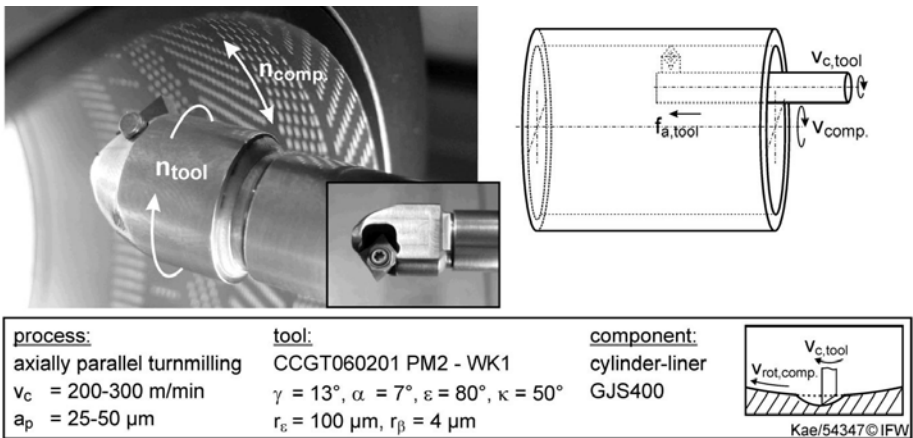 n_comp.
n_tool
v_c,tool
f_a,tool
v_comp.
process:
axially parallel turnmilling
v_c = 200-300 m/min
a_p = 25-50 µm
tool:
CCGT060201 PM2 - WK1
γ = 13°, α = 7°, ε = 80°, κ = 50°
r_ε = 100 µm, r_β = 4 µm
component:
cylinder-liner
GJS400
v_c,tool
v_rot,comp.
Kae/54347©IFW